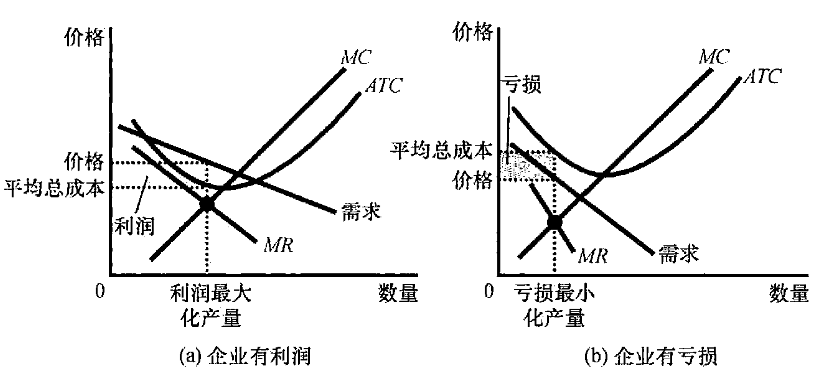 价格
MC
ATC
价格
平均总成本
利润
需求
MR
0
利润最大
化产量
数量
(a) 企业有利润
价格
MC
ATC
亏损
平均总成本
价格
MR
需求
0
亏损最小
化产量
数量
(b) 企业有亏损